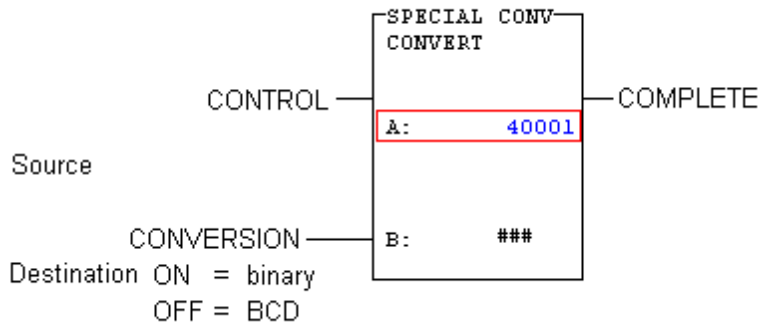 SPECIAL CONV
CONVERT
CONTROL
COMPLETE
A: 40001
Source
CONVERSION
B: ###
Destination ON = binary
OFF = BCD